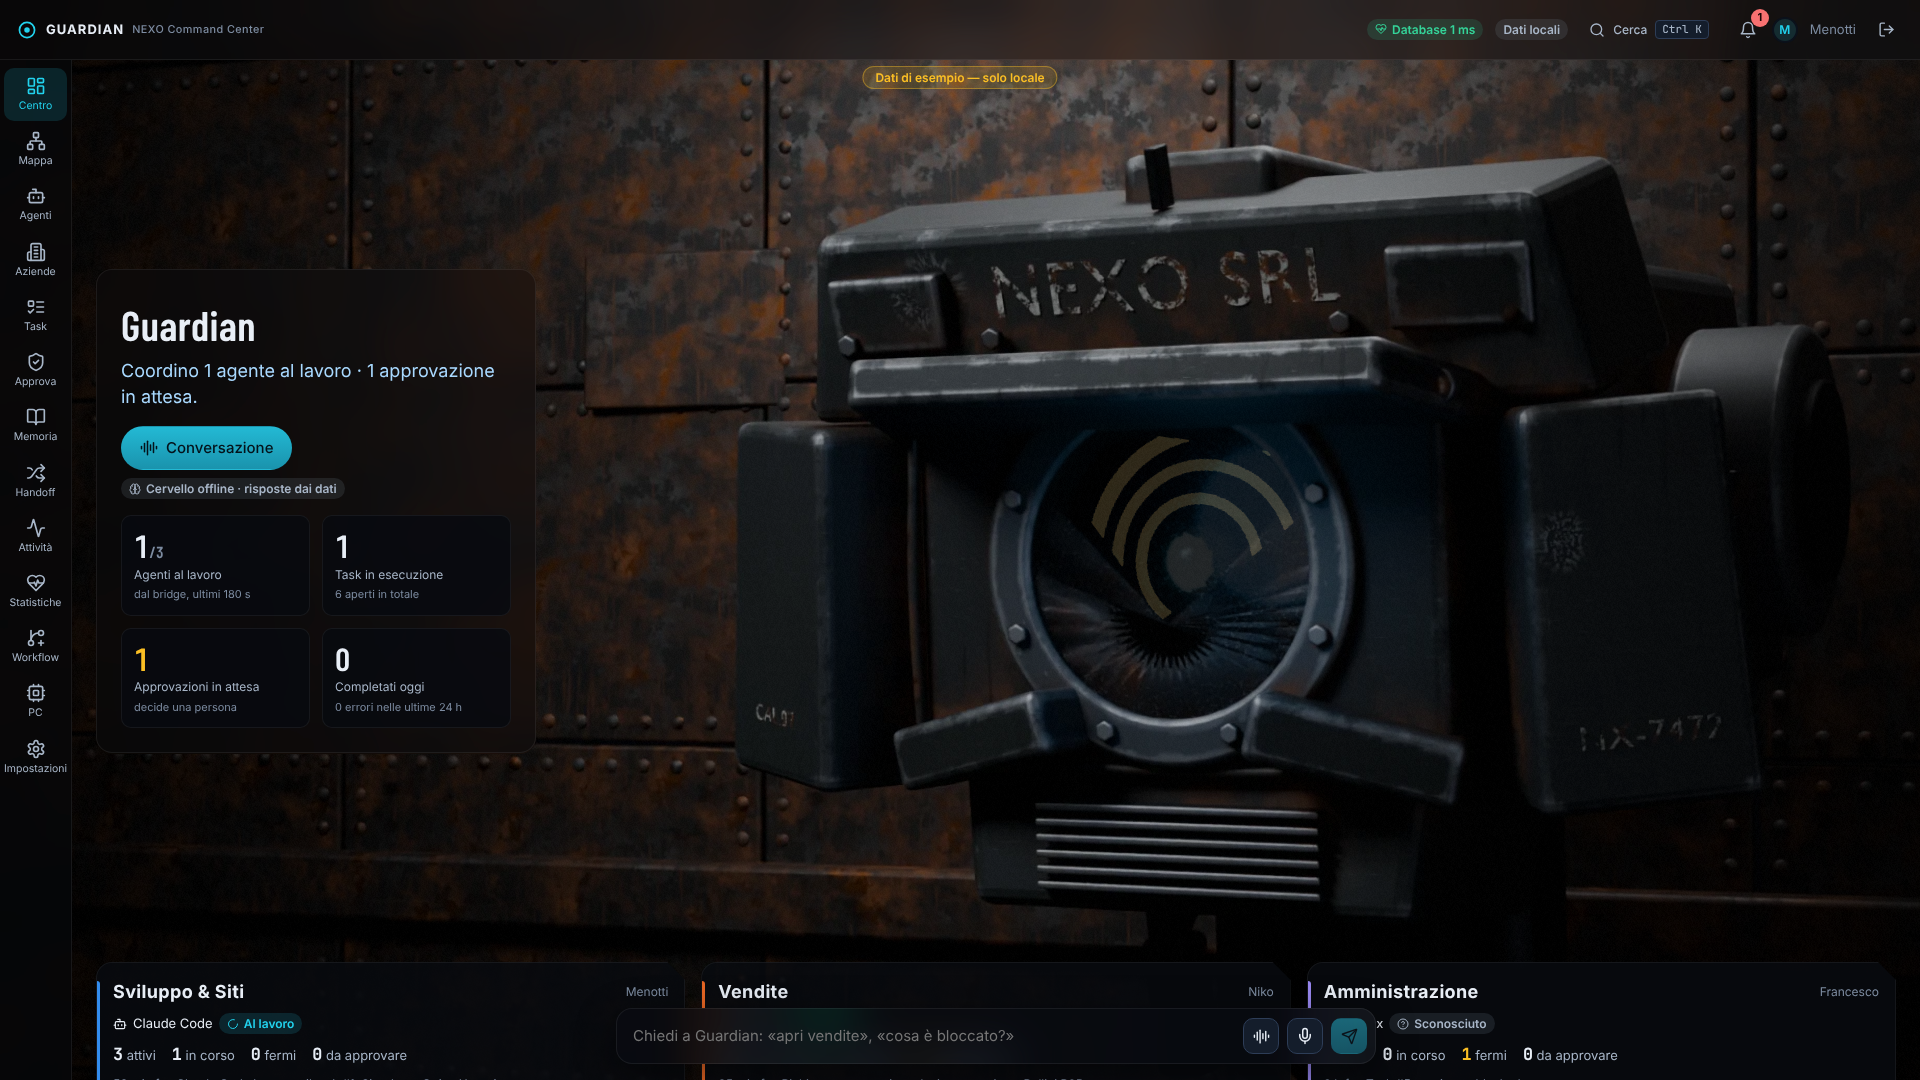 GUARDIAN NEXO Command Center
Database 1 ms
Dati locali
Cerca
Ctrl K
1
M
Menotti
Dati di esempio — solo locale
Centro
Mappa
Agenti
Aziende
Task
Approva
Memoria
Handoff
Attività
Statistiche
Workflow
PC
Impostazioni
NEXO SRL
Guardian
Coordino 1 agente al lavoro · 1 approvazione
in attesa.
Conversazione
Cervello offline · risposte dai dati
1/3
Agenti al lavoro
dal bridge, ultimi 180 s
1
Task in esecuzione
6 aperti in totale
1
Approvazioni in attesa
decide una persona
0
Completati oggi
0 errori nelle ultime 24 h
Sviluppo & Siti
Menotti
Claude Code
Al lavoro
3 attivi 1 in corso 0 fermi 0 da approvare
Vendite
Niko
Amministrazione
Francesco
x
Sconosciuto
0 in corso 1 fermi 0 da approvare
Chiedi a Guardian: «apri vendite», «cosa è bloccato?»